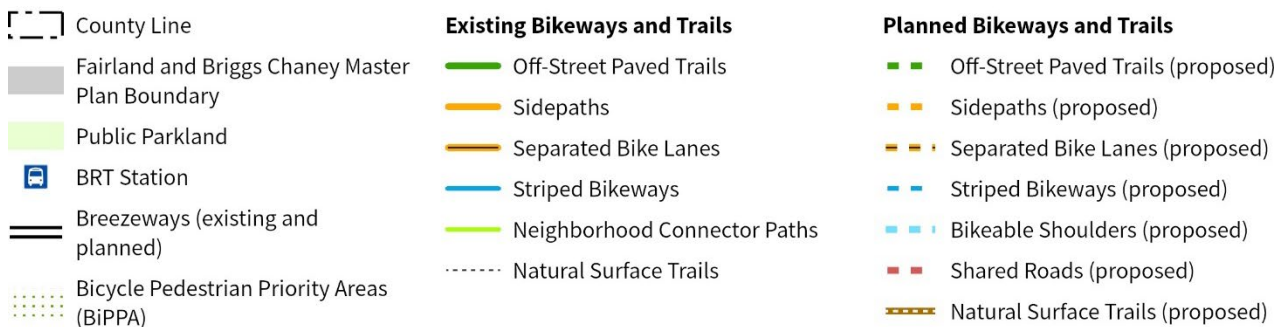 County Line
Fairland and Briggs Chaney Master
Plan Boundary
Public Parkland
BRT Station
Breezeways (existing and
planned)
Bicycle Pedestrian Priority Areas
(BiPPA)
Existing Bikeways and Trails
Off-Street Paved Trails
Sidepaths
Separated Bike Lanes
Striped Bikeways
Neighborhood Connector Paths
Natural Surface Trails
Planned Bikeways and Trails
Off-Street Paved Trails (proposed)
Sidepaths (proposed)
Separated Bike Lanes (proposed)
Striped Bikeways (proposed)
Bikeable Shoulders (proposed)
Shared Roads (proposed)
Natural Surface Trails (proposed)